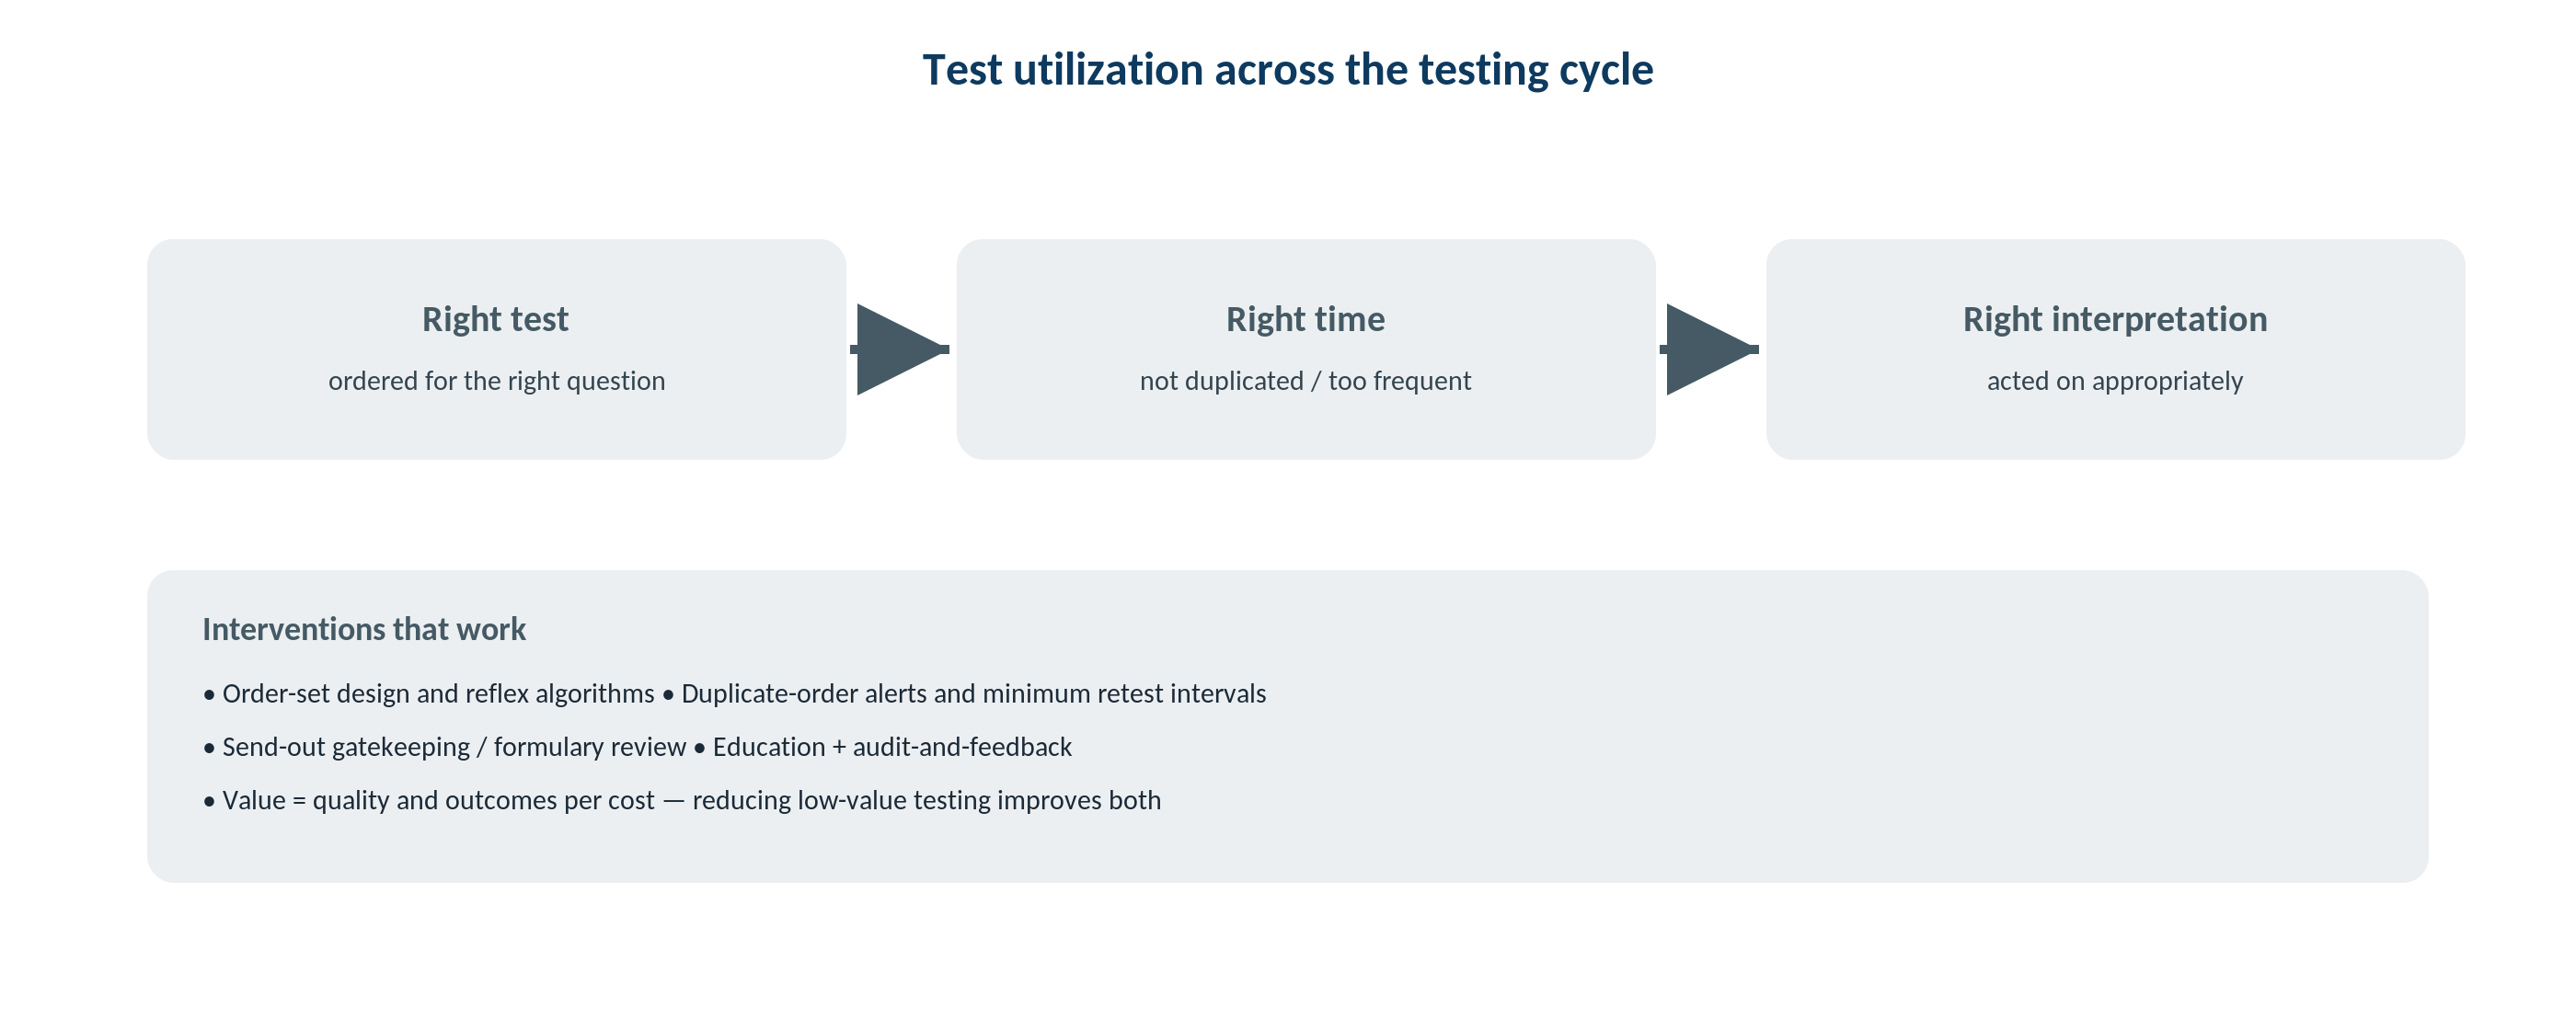 Test utilization across the testing cycle
Right test
ordered for the right question
Right time
not duplicated / too frequent
Right interpretation
acted on appropriately
Interventions that work
• Order-set design and reflex algorithms • Duplicate-order alerts and minimum retest intervals
• Send-out gatekeeping / formulary review • Education + audit-and-feedback
• Value = quality and outcomes per cost — reducing low-value testing improves both